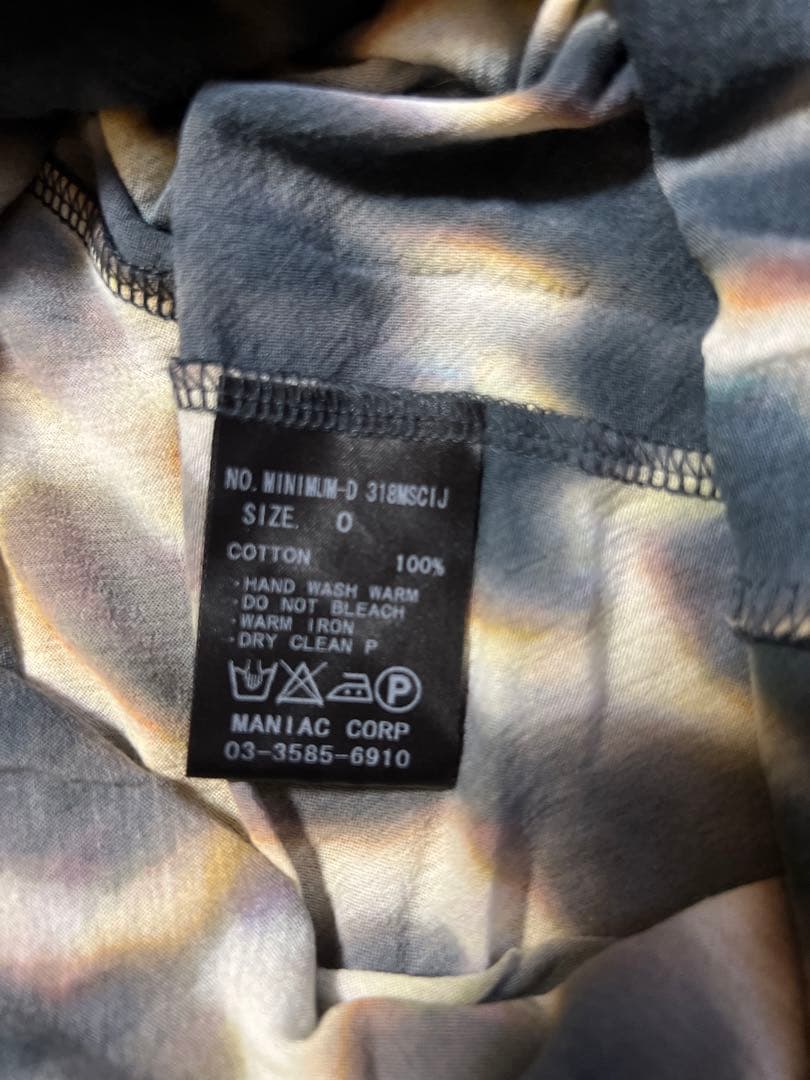 NO. MINIMUM-D 318MSCIJ
SIZE. 0
COTTON 100%
·HAND WASH WARM
·DO NOT BLEACH
·WARM IRON
·DRY CLEAN P
P
MANIAC CORP
03-3585-6910